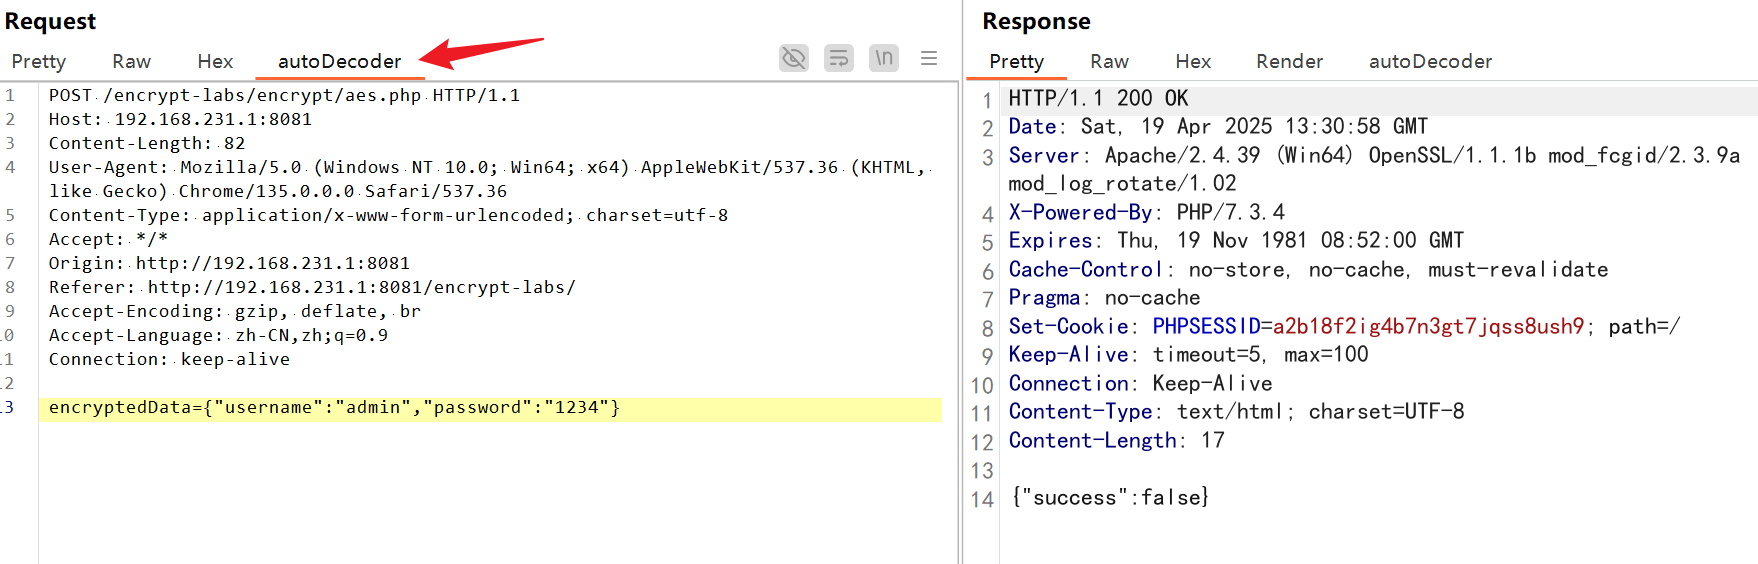 Request
Pretty Raw Hex autoDecoder \n
1 POST /encrypt-labs/encrypt/aes.php HTTP/1.1
2 Host: 192.168.231.1:8081
3 Content-Length: 82
4 User-Agent: Mozilla/5.0 (Windows NT 10.0; Win64; x64) AppleWebKit/537.36 (KHTML,
like Gecko) Chrome/135.0.0.0 Safari/537.36
5 Content-Type: application/x-www-form-urlencoded; charset=utf-8
6 Accept: */*
7 Origin: http://192.168.231.1:8081
8 Referer: http://192.168.231.1:8081/encrypt-labs/
9 Accept-Encoding: gzip, deflate, br
10 Accept-Language: zh-CN,zh;q=0.9
11 Connection: keep-alive
12
13 encryptedData={"username":"admin","password":"1234"}
Response
Pretty Raw Hex Render autoDecoder
1 HTTP/1.1 200 OK
2 Date: Sat, 19 Apr 2025 13:30:58 GMT
3 Server: Apache/2.4.39 (Win64) OpenSSL/1.1.1b mod_fcgid/2.3.9a
mod_log_rotate/1.02
4 X-Powered-By: PHP/7.3.4
5 Expires: Thu, 19 Nov 1981 08:52:00 GMT
6 Cache-Control: no-store, no-cache, must-revalidate
7 Pragma: no-cache
8 Set-Cookie: PHPSESSID=a2b18f2ig4b7n3gt7jqss8ush9; path=/
9 Keep-Alive: timeout=5, max=100
10 Connection: Keep-Alive
11 Content-Type: text/html; charset=UTF-8
12 Content-Length: 17
13
14 {"success":false}